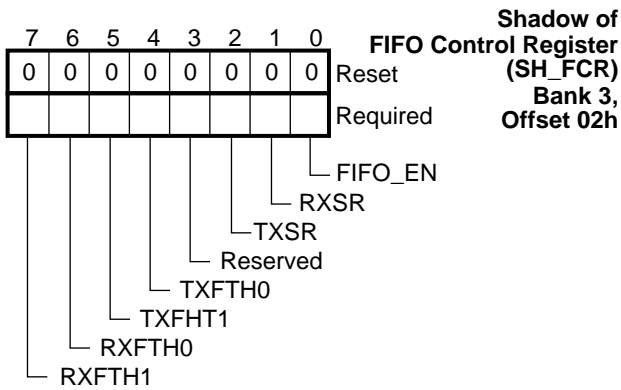 Shadow of
FIFO Control Register
(SH_FCR)
Bank 3,
Offset 02h
7 6 5 4 3 2 1 0
0 0 0 0 0 0 0 0 Reset
Required
FIFO_EN
RXSR
TXSR
Reserved
TXFTH0
TXFHT1
RXFTH0
RXFTH1